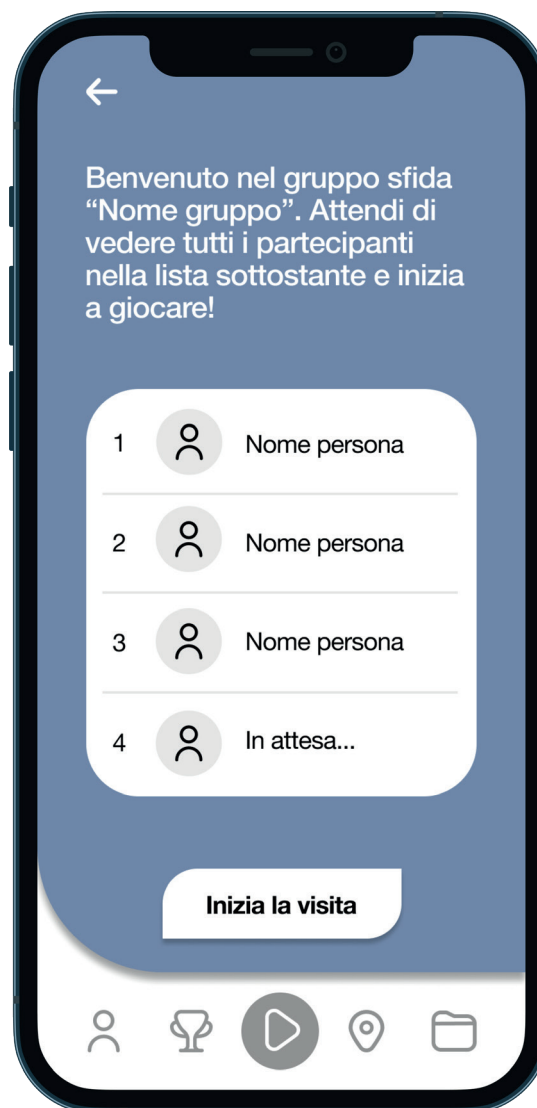 Benvenuto nel gruppo sfida
“Nome gruppo”. Attendi di
vedere tutti i partecipanti
nella lista sottostante e inizia
a giocare!
1 Nome persona
2 Nome persona
3 Nome persona
4 In attesa...
Inizia la visita